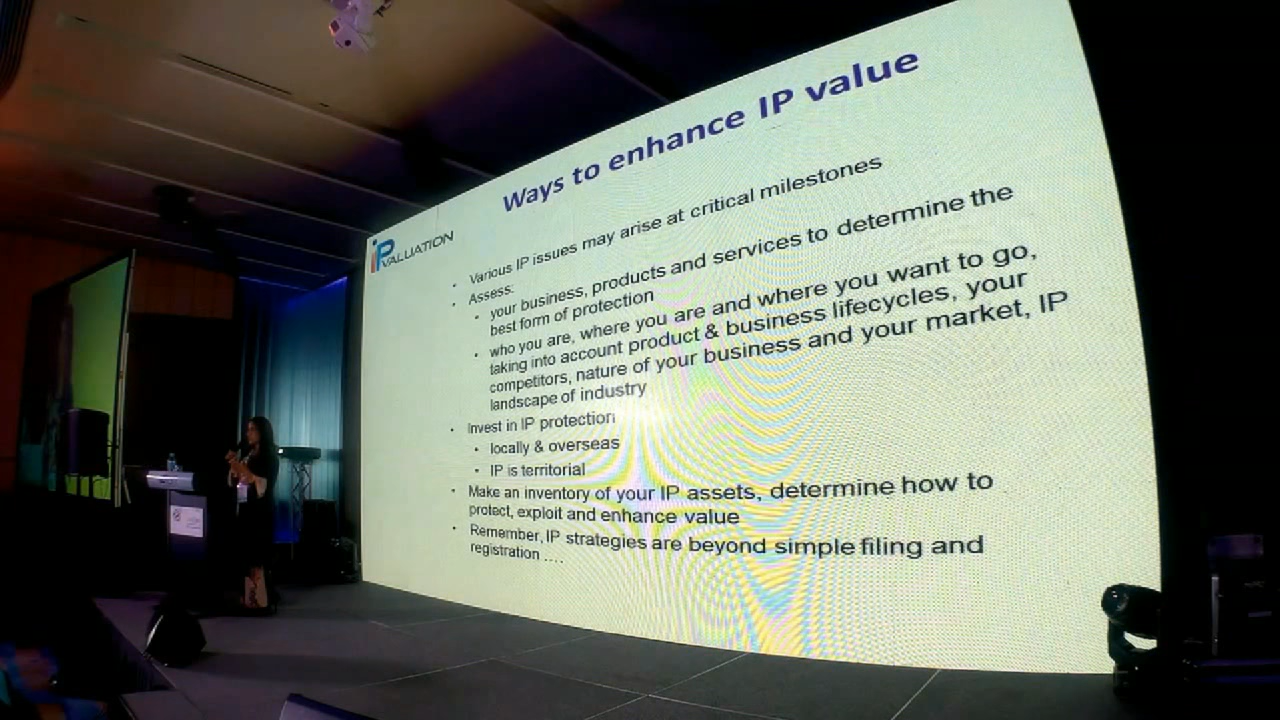 Ways to enhance IP value
iP VALUATION
• Various IP issues may arise at critical milestones
• Assess:
• your business, products and services to determine the
best form of protection
• who you are, where you are and where you want to go,
taking into account product & business lifecycles, your
competitors, nature of your business and your market, IP
landscape of industry
• Invest in IP protection
• locally & overseas
• IP is territorial
• Make an inventory of your IP assets, determine how to
protect, exploit and enhance value
• Remember, IP strategies are beyond simple filing and
registration ....